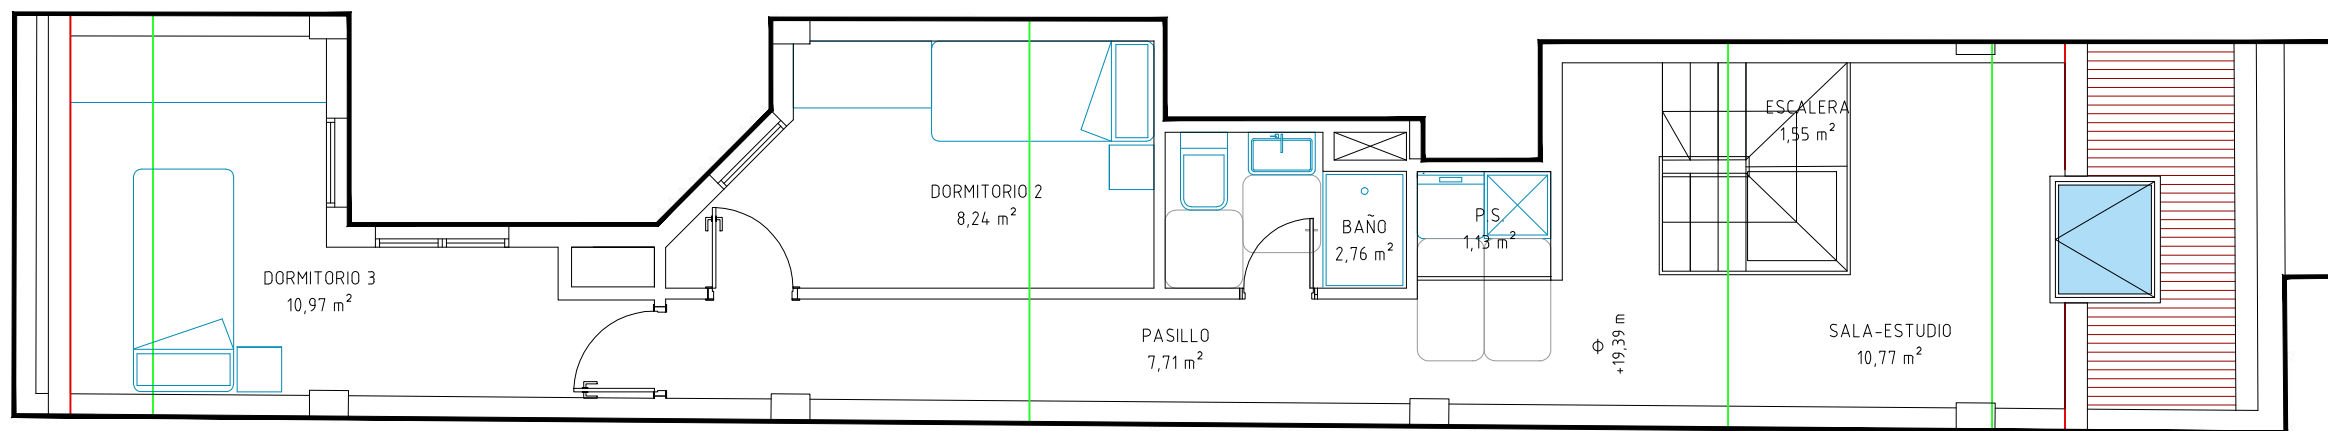 DORMITORIO 3
10,97 m²
DORMITORIO 2
8,24 m²
BAÑO
2,76 m²
P.S.
1,13 m²
ESCALERA
1,55 m²
PASILLO
7,71 m²
+19,39 m
SALA-ESTUDIO
10,77 m²